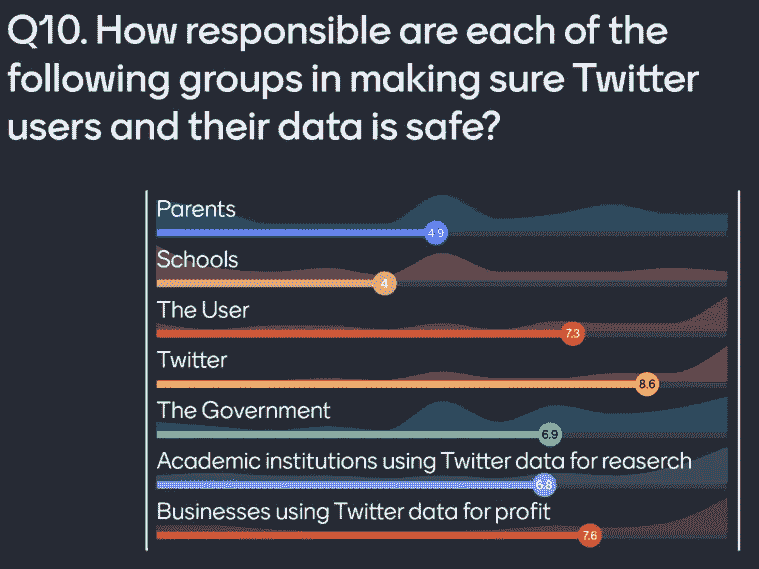 Q10. How responsible are each of the
following groups in making sure Twitter
users and their data is safe?
Parents
4.9
Schools
4
The User
7.3
Twitter
8.6
The Government
6.9
Academic institutions using Twitter data for reaserch
6.8
Businesses using Twitter data for profit
7.6